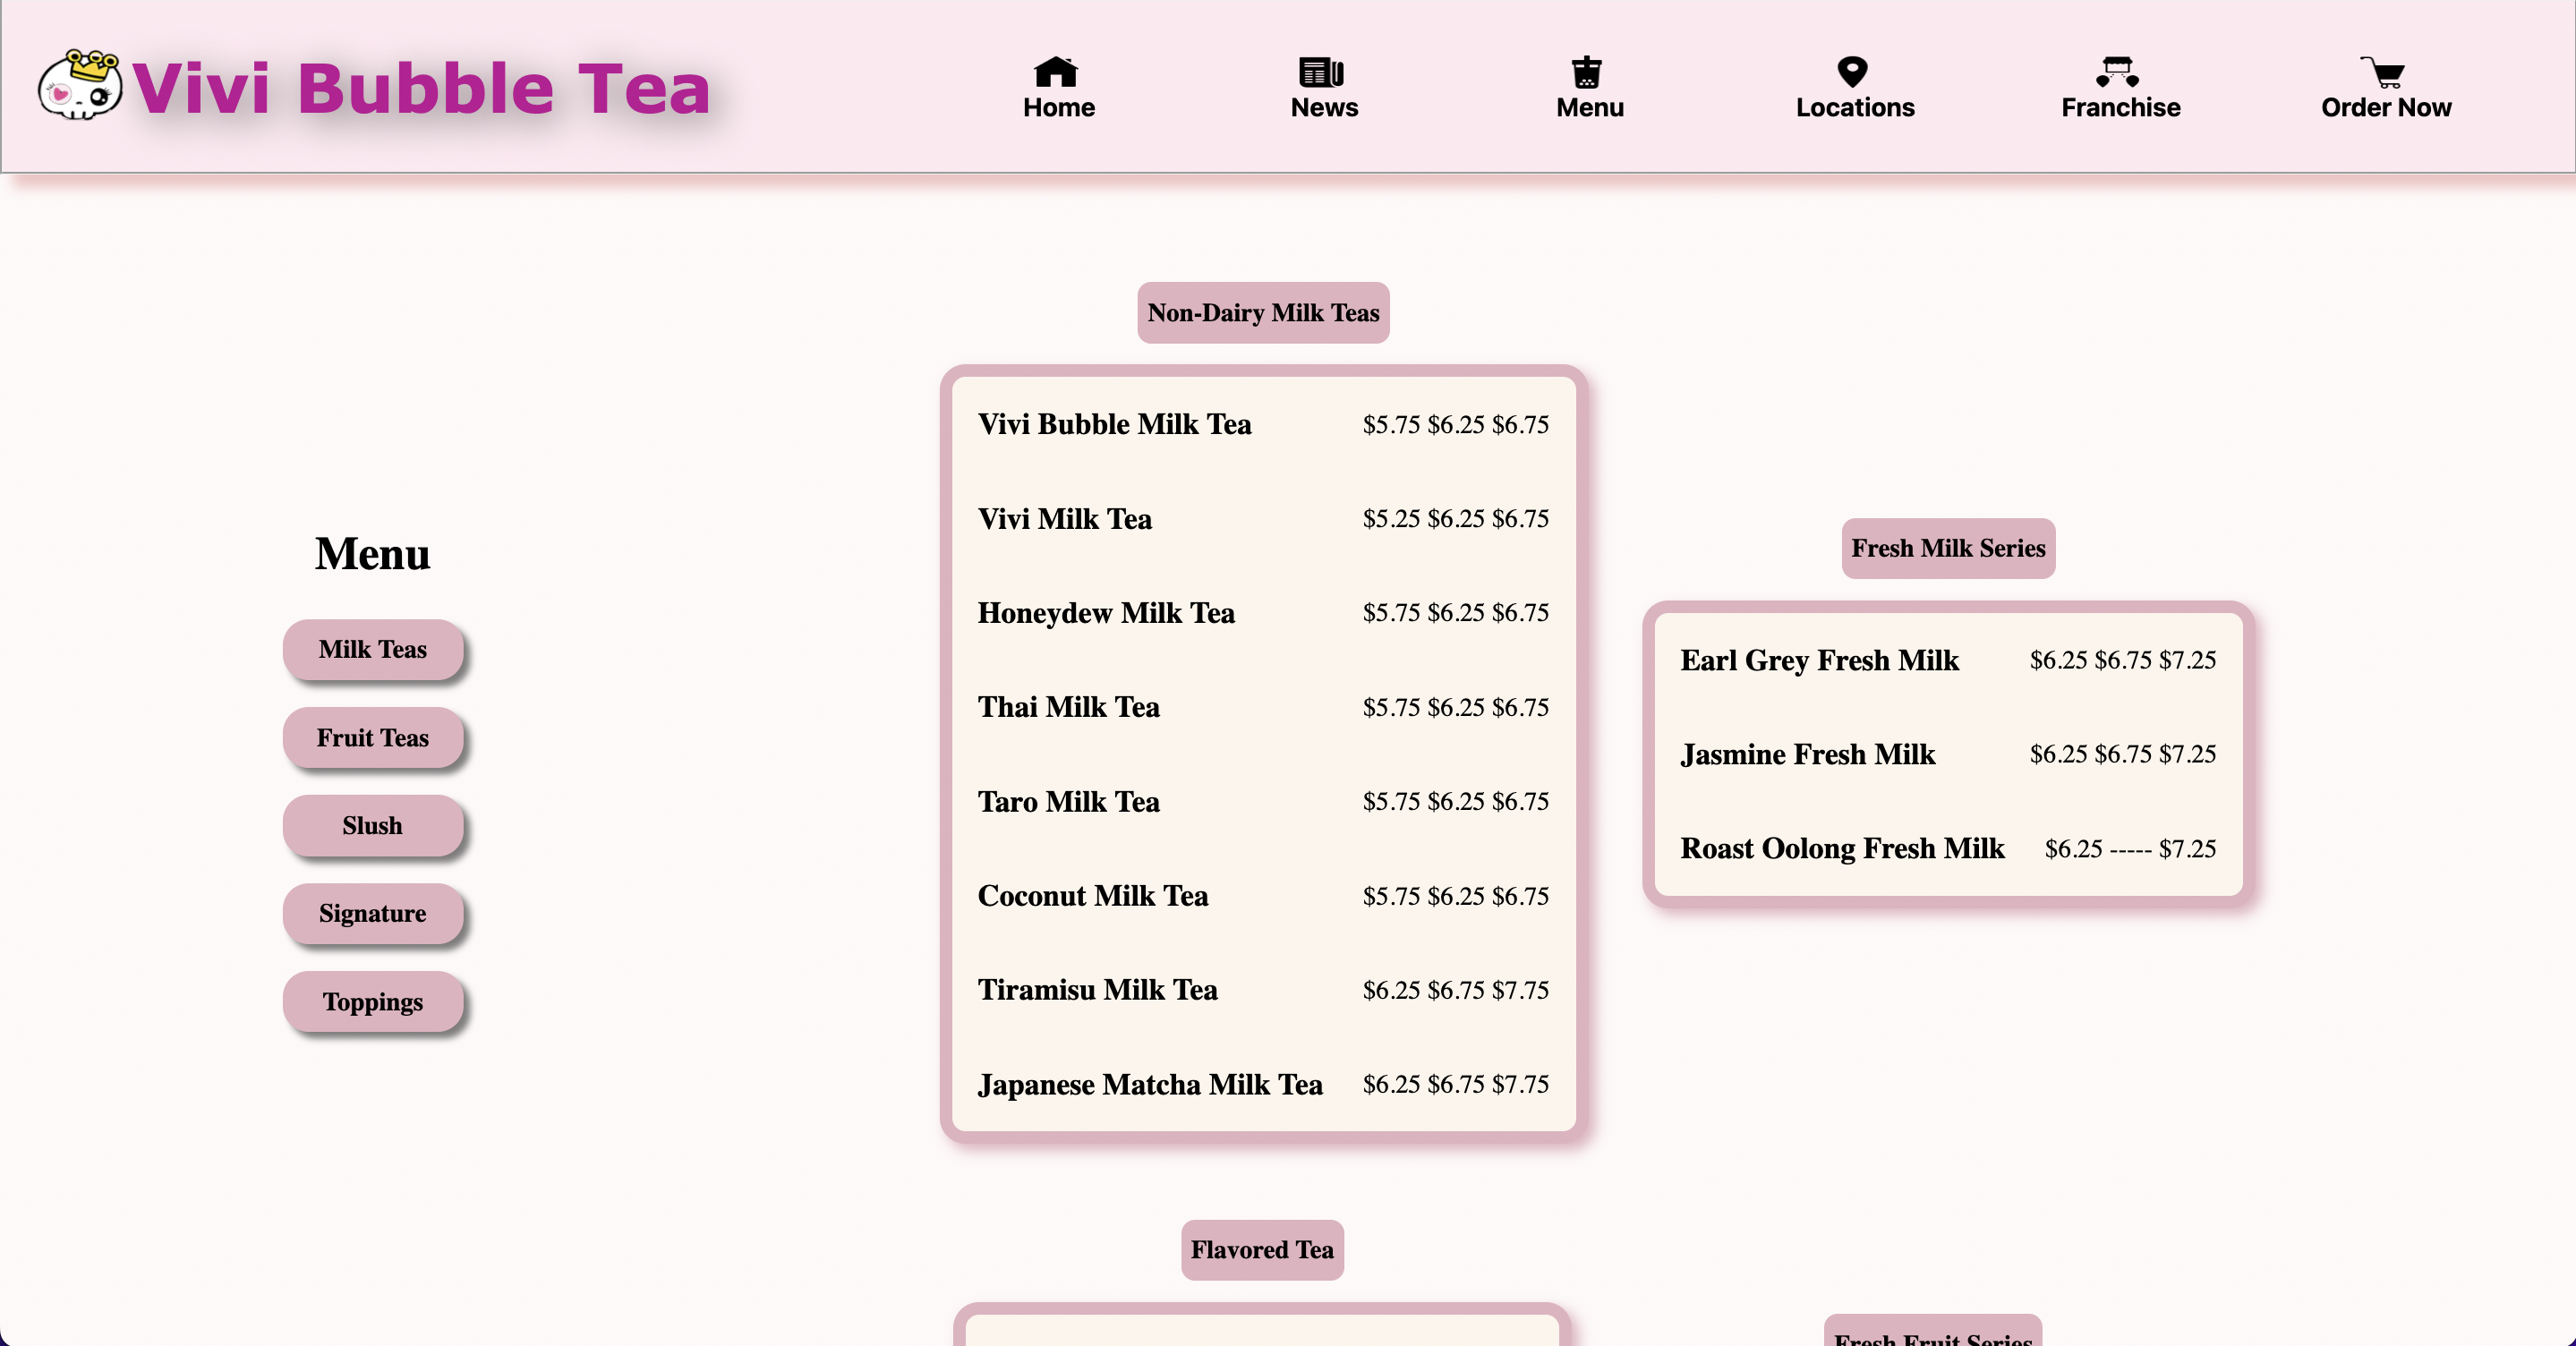 Vivi Bubble Tea
Home
News
Menu
Locations
Franchise
Order Now
Menu
Milk Teas
Fruit Teas
Slush
Signature
Toppings
Non-Dairy Milk Teas
Vivi Bubble Milk Tea $5.75 $6.25 $6.75
Vivi Milk Tea $5.25 $6.25 $6.75
Honeydew Milk Tea $5.75 $6.25 $6.75
Thai Milk Tea $5.75 $6.25 $6.75
Taro Milk Tea $5.75 $6.25 $6.75
Coconut Milk Tea $5.75 $6.25 $6.75
Tiramisu Milk Tea $6.25 $6.75 $7.75
Japanese Matcha Milk Tea $6.25 $6.75 $7.75
Fresh Milk Series
Earl Grey Fresh Milk $6.25 $6.75 $7.25
Jasmine Fresh Milk $6.25 $6.75 $7.25
Roast Oolong Fresh Milk $6.25 ----- $7.25
Flavored Tea
Fresh Fruit Series